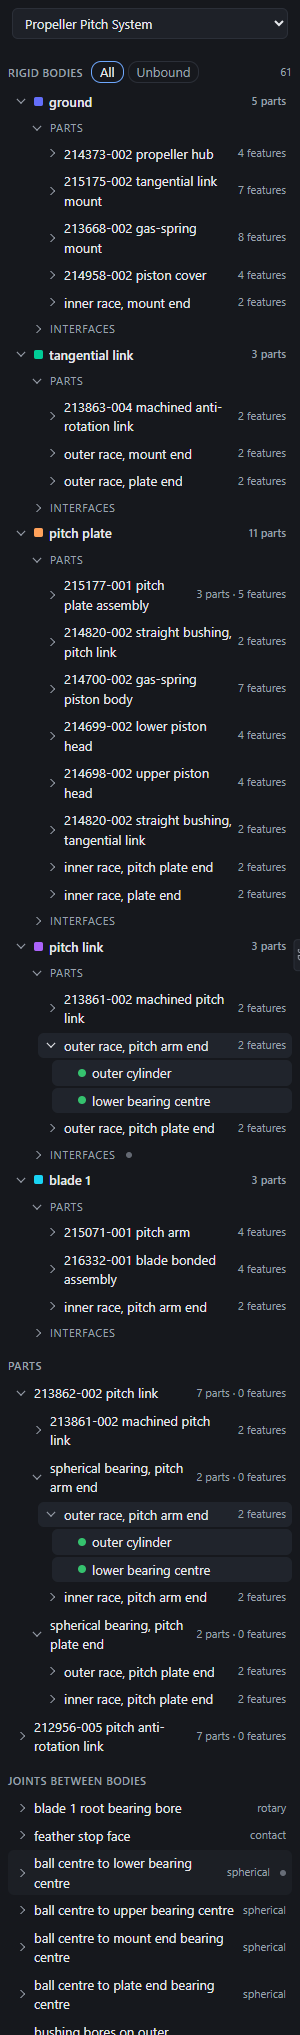 Propeller Pitch System
RIGID BODIES All Unbound 61
ground 5 parts
PARTS
214373-002 propeller hub 4 features
215175-002 tangential link
mount 7 features
213668-002 gas-spring
mount 8 features
214958-002 piston cover 4 features
inner race, mount end 2 features
INTERFACES
tangential link 3 parts
PARTS
213863-004 machined anti-
rotation link 2 features
outer race, mount end 2 features
outer race, plate end 2 features
INTERFACES
pitch plate 11 parts
PARTS
215177-001 pitch
plate assembly 3 parts · 5 features
214820-002 straight bushing,
pitch link 2 features
214700-002 gas-spring
piston body 7 features
214699-002 lower piston
head 4 features
214698-002 upper piston
head 4 features
214820-002 straight bushing,
tangential link 2 features
inner race, pitch plate end 2 features
inner race, plate end 2 features
INTERFACES
pitch link 3 parts
PARTS
213861-002 machined pitch
link 2 features
outer race, pitch arm end 2 features
outer cylinder
lower bearing centre
outer race, pitch plate end 2 features
INTERFACES
blade 1 3 parts
PARTS
215071-001 pitch arm 4 features
216332-001 blade bonded
assembly 4 features
inner race, pitch arm end 2 features
INTERFACES
PARTS
213862-002 pitch link 7 parts · 0 features
213861-002 machined pitch
link 2 features
spherical bearing, pitch
arm end 2 parts · 0 features
outer race, pitch arm end 2 features
outer cylinder
lower bearing centre
inner race, pitch arm end 2 features
spherical bearing, pitch
plate end 2 parts · 0 features
outer race, pitch plate end 2 features
inner race, pitch plate end 2 features
212956-005 pitch anti-
rotation link 7 parts · 0 features
JOINTS BETWEEN BODIES
blade 1 root bearing bore rotary
feather stop face contact
ball centre to lower bearing
centre spherical
ball centre to upper bearing centre spherical
ball centre to mount end bearing
centre spherical
ball centre to plate end bearing
centre spherical
bushing bores on outer